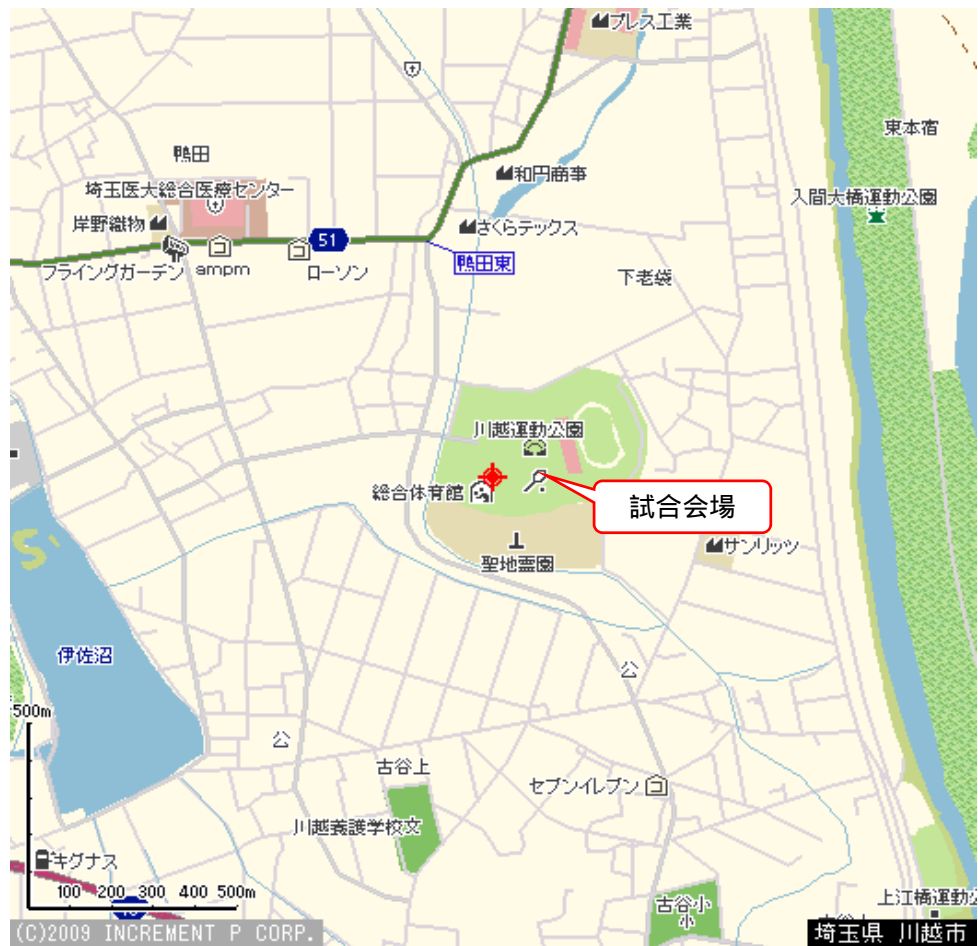 プレス工業
東本宿
鴨田
和円商事
埼玉医大総合医療センター
入間大橋運動公園
岸野織物
さくらテックス
51
鴨田東
フライングガーデン
ampm
ローソン
下老袋
川越運動公園
総合体育館
試合会場
サンリッツ
聖地霊園
伊佐沼
公
500m
公
古谷上
セブンイレブン
川越養護学校文
キグナス
100 200 300 400 500m
上江橋運動公
古谷小
小
(C)2009 INCREMENT P CORP.
埼玉県 川越市